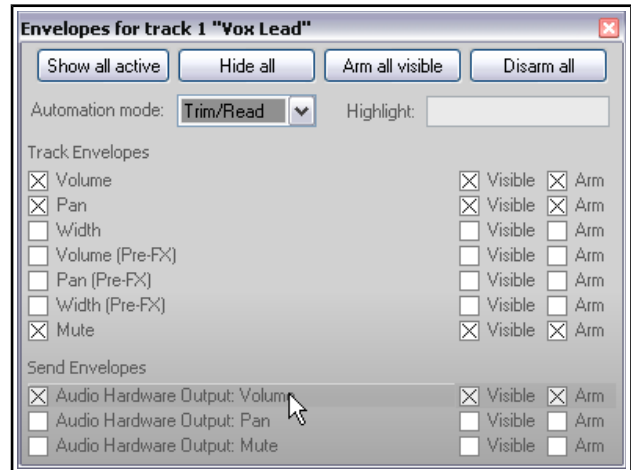 Envelopes for track 1 "Vox Lead"
Show all active Hide all Arm all visible Disarm all
Automation mode: Trim/Read Highlight:
Track Envelopes
Volume Visible Arm
Pan Visible Arm
Width Visible Arm
Volume (Pre-FX) Visible Arm
Pan (Pre-FX) Visible Arm
Width (Pre-FX) Visible Arm
Mute Visible Arm
Send Envelopes
Audio Hardware Output: Volume Visible Arm
Audio Hardware Output: Pan Visible Arm
Audio Hardware Output: Mute Visible Arm